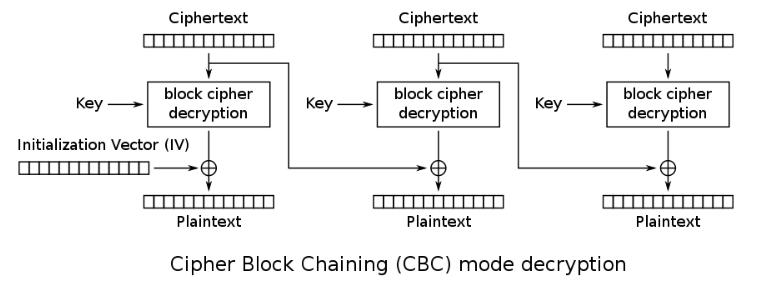 Ciphertext
Ciphertext
Ciphertext
Key
block cipher
decryption
Key
block cipher
decryption
Key
block cipher
decryption
Initialization Vector (IV)
Plaintext
Plaintext
Plaintext
Cipher Block Chaining (CBC) mode decryption